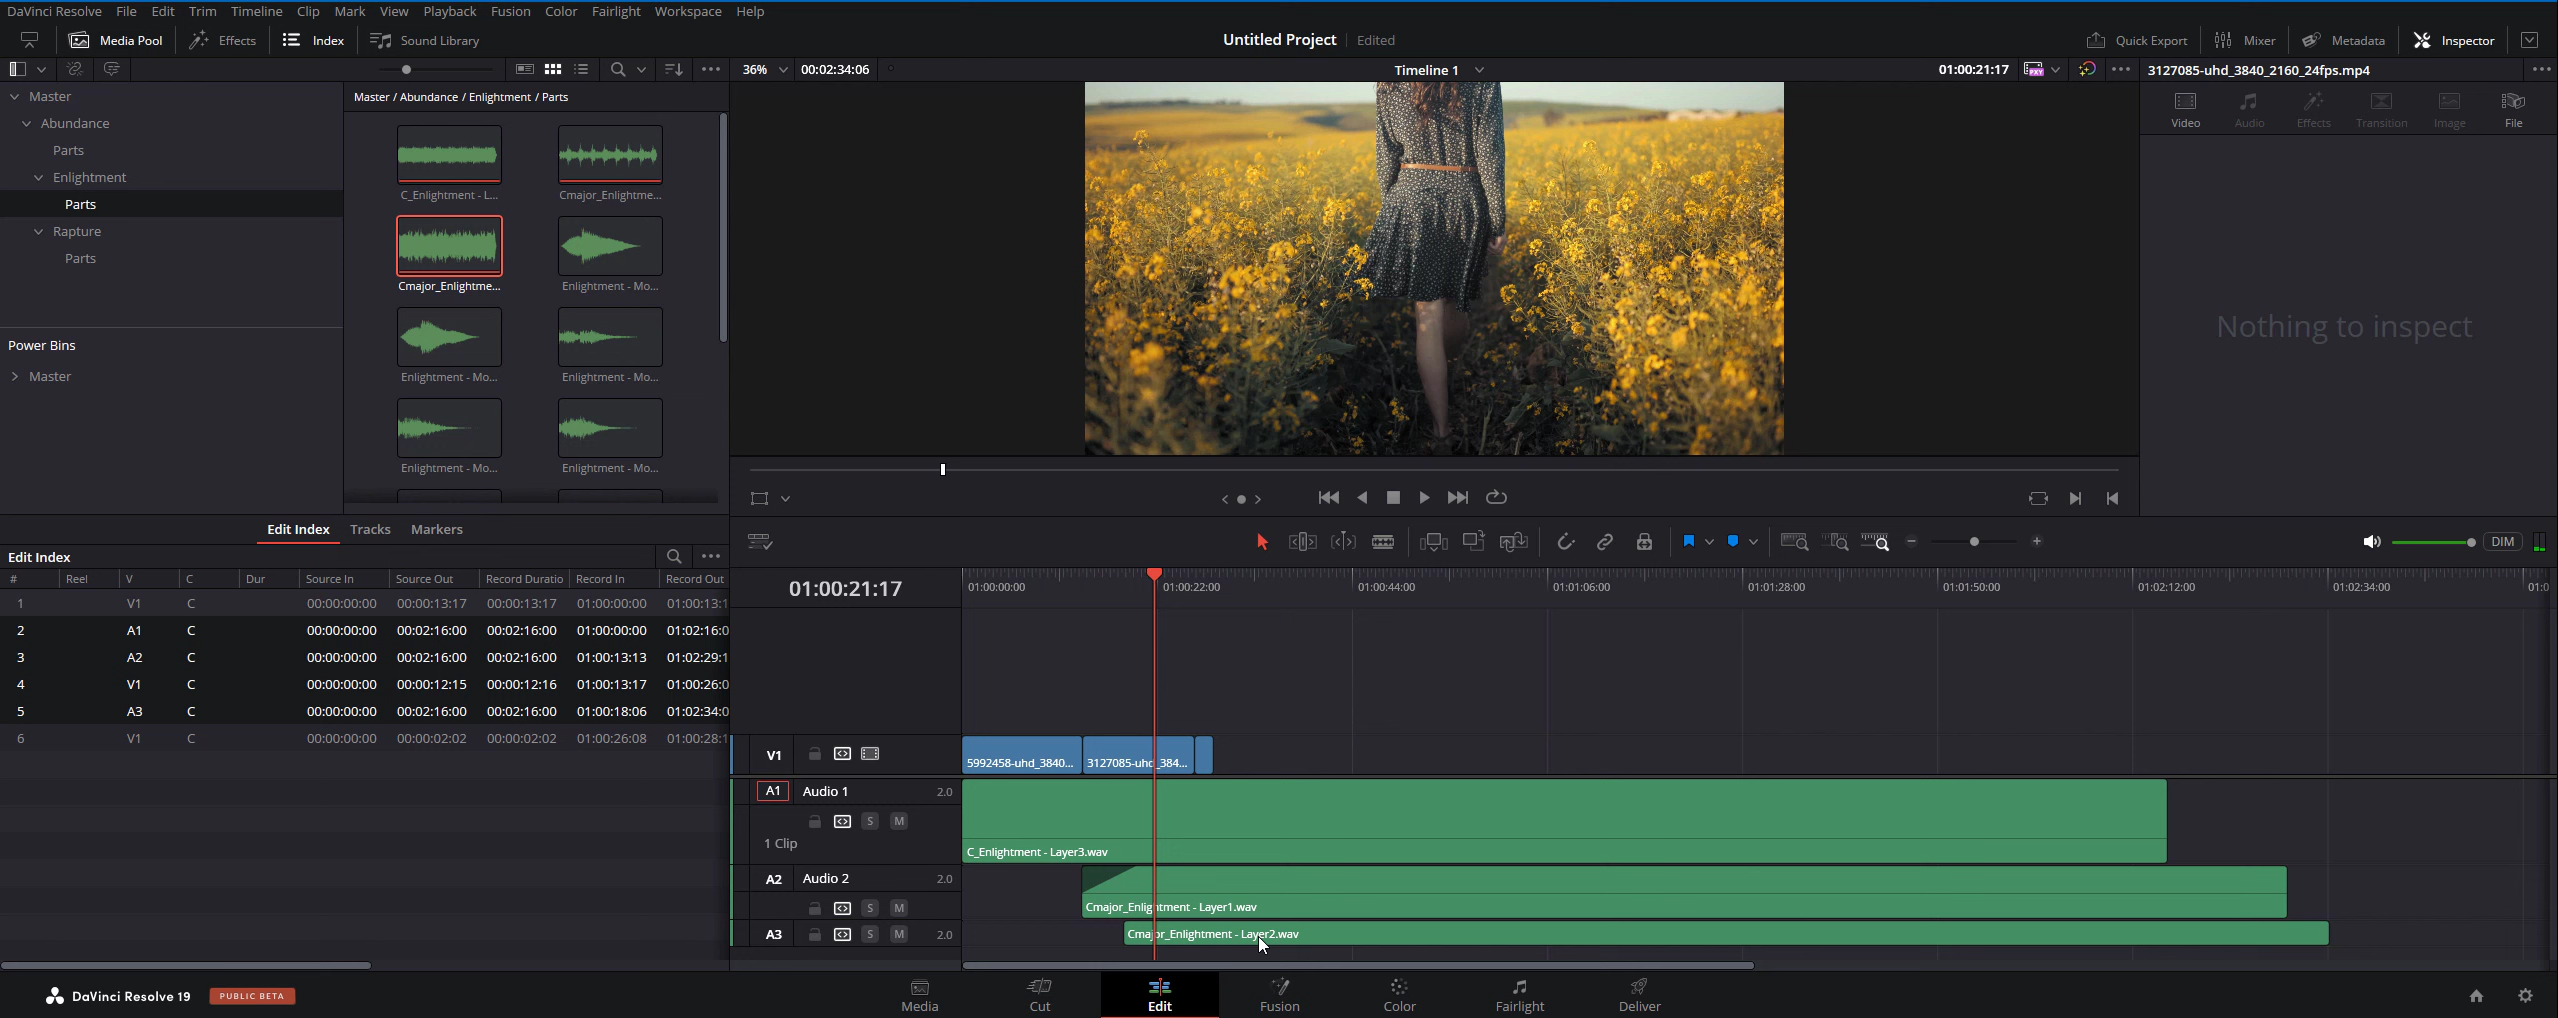 DaVinci Resolve File Edit Trim Timeline Clip Mark View Playback Fusion Color Fairlight Workspace Help
Media Pool Effects Index Sound Library Untitled Project Edited Quick Export Mixer Metadata Inspector
36% 00:02:34:06 Timeline 1 01:00:21:17 PXY 3127085-uhd_3840_2160_24fps.mp4
Master
Abundance
Parts
Enlightment
Parts
Rapture
Parts
Power Bins
Master
Master / Abundance / Enlightment / Parts
C_Enlightment - L... Cmajor_Enlightme...
Cmajor_Enlightme... Enlightment - Mo...
Enlightment - Mo... Enlightment - Mo...
Enlightment - Mo... Enlightment - Mo...
Video Audio Effects Transition Image File
Nothing to inspect
Edit Index Tracks Markers
Edit Index
# Reel V C Dur Source In Source Out Record Duratio Record In Record Out
1 V1 C 00:00:00:00 00:00:13:17 00:00:13:17 01:00:00:00 01:00:13:1
2 A1 C 00:00:00:00 00:02:16:00 00:02:16:00 01:00:00:00 01:02:16:0
3 A2 C 00:00:00:00 00:02:16:00 00:02:16:00 01:00:13:13 01:02:29:1
4 V1 C 00:00:00:00 00:00:12:15 00:00:12:16 01:00:13:17 01:00:26:0
5 A3 C 00:00:00:00 00:02:16:00 00:02:16:00 01:00:18:06 01:02:34:0
6 V1 C 00:00:00:00 00:00:02:02 00:00:02:02 01:00:26:08 01:00:28:1
DIM
01:00:21:17 01:00:00:00 01:00:22:00 01:00:44:00 01:01:06:00 01:01:28:00 01:01:50:00 01:02:12:00 01:02:34:00 01:0
V1 5992458-uhd_3840... 3127085-uhd_384...
A1 Audio 1 2.0
S M
1 Clip
C_Enlightment - Layer3.wav
A2 Audio 2 2.0
S M
Cmajor_Enlightment - Layer1.wav
A3 S M 2.0 Cmajor_Enlightment - Layer2.wav
DaVinci Resolve 19 PUBLIC BETA
Media Cut Edit Fusion Color Fairlight Deliver